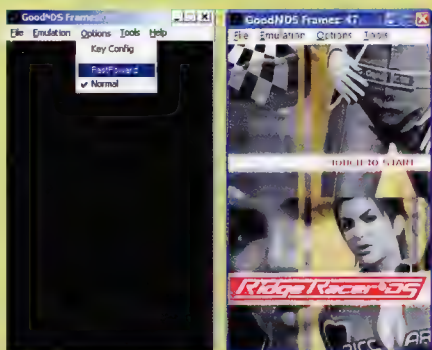 GoodNDS Frames:
File Emulation Options Tools Help
Key Config
FastFoward
Normal
GoodNDS Frames: 47
File Emulation Options Tools
TOUCH TO START
Ridge Racer DS